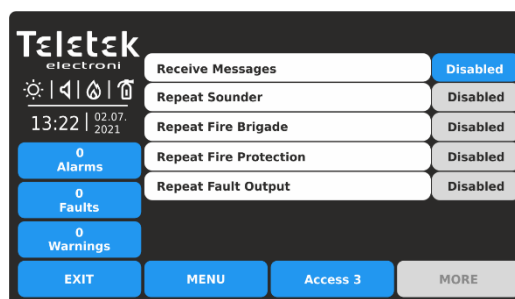 Teletek
electroni
13:22 | 02.07.
2021
0
Alarms
0
Faults
0
Warnings
Receive Messages Disabled
Repeat Sounder Disabled
Repeat Fire Brigade Disabled
Repeat Fire Protection Disabled
Repeat Fault Output Disabled
EXIT MENU Access 3 MORE